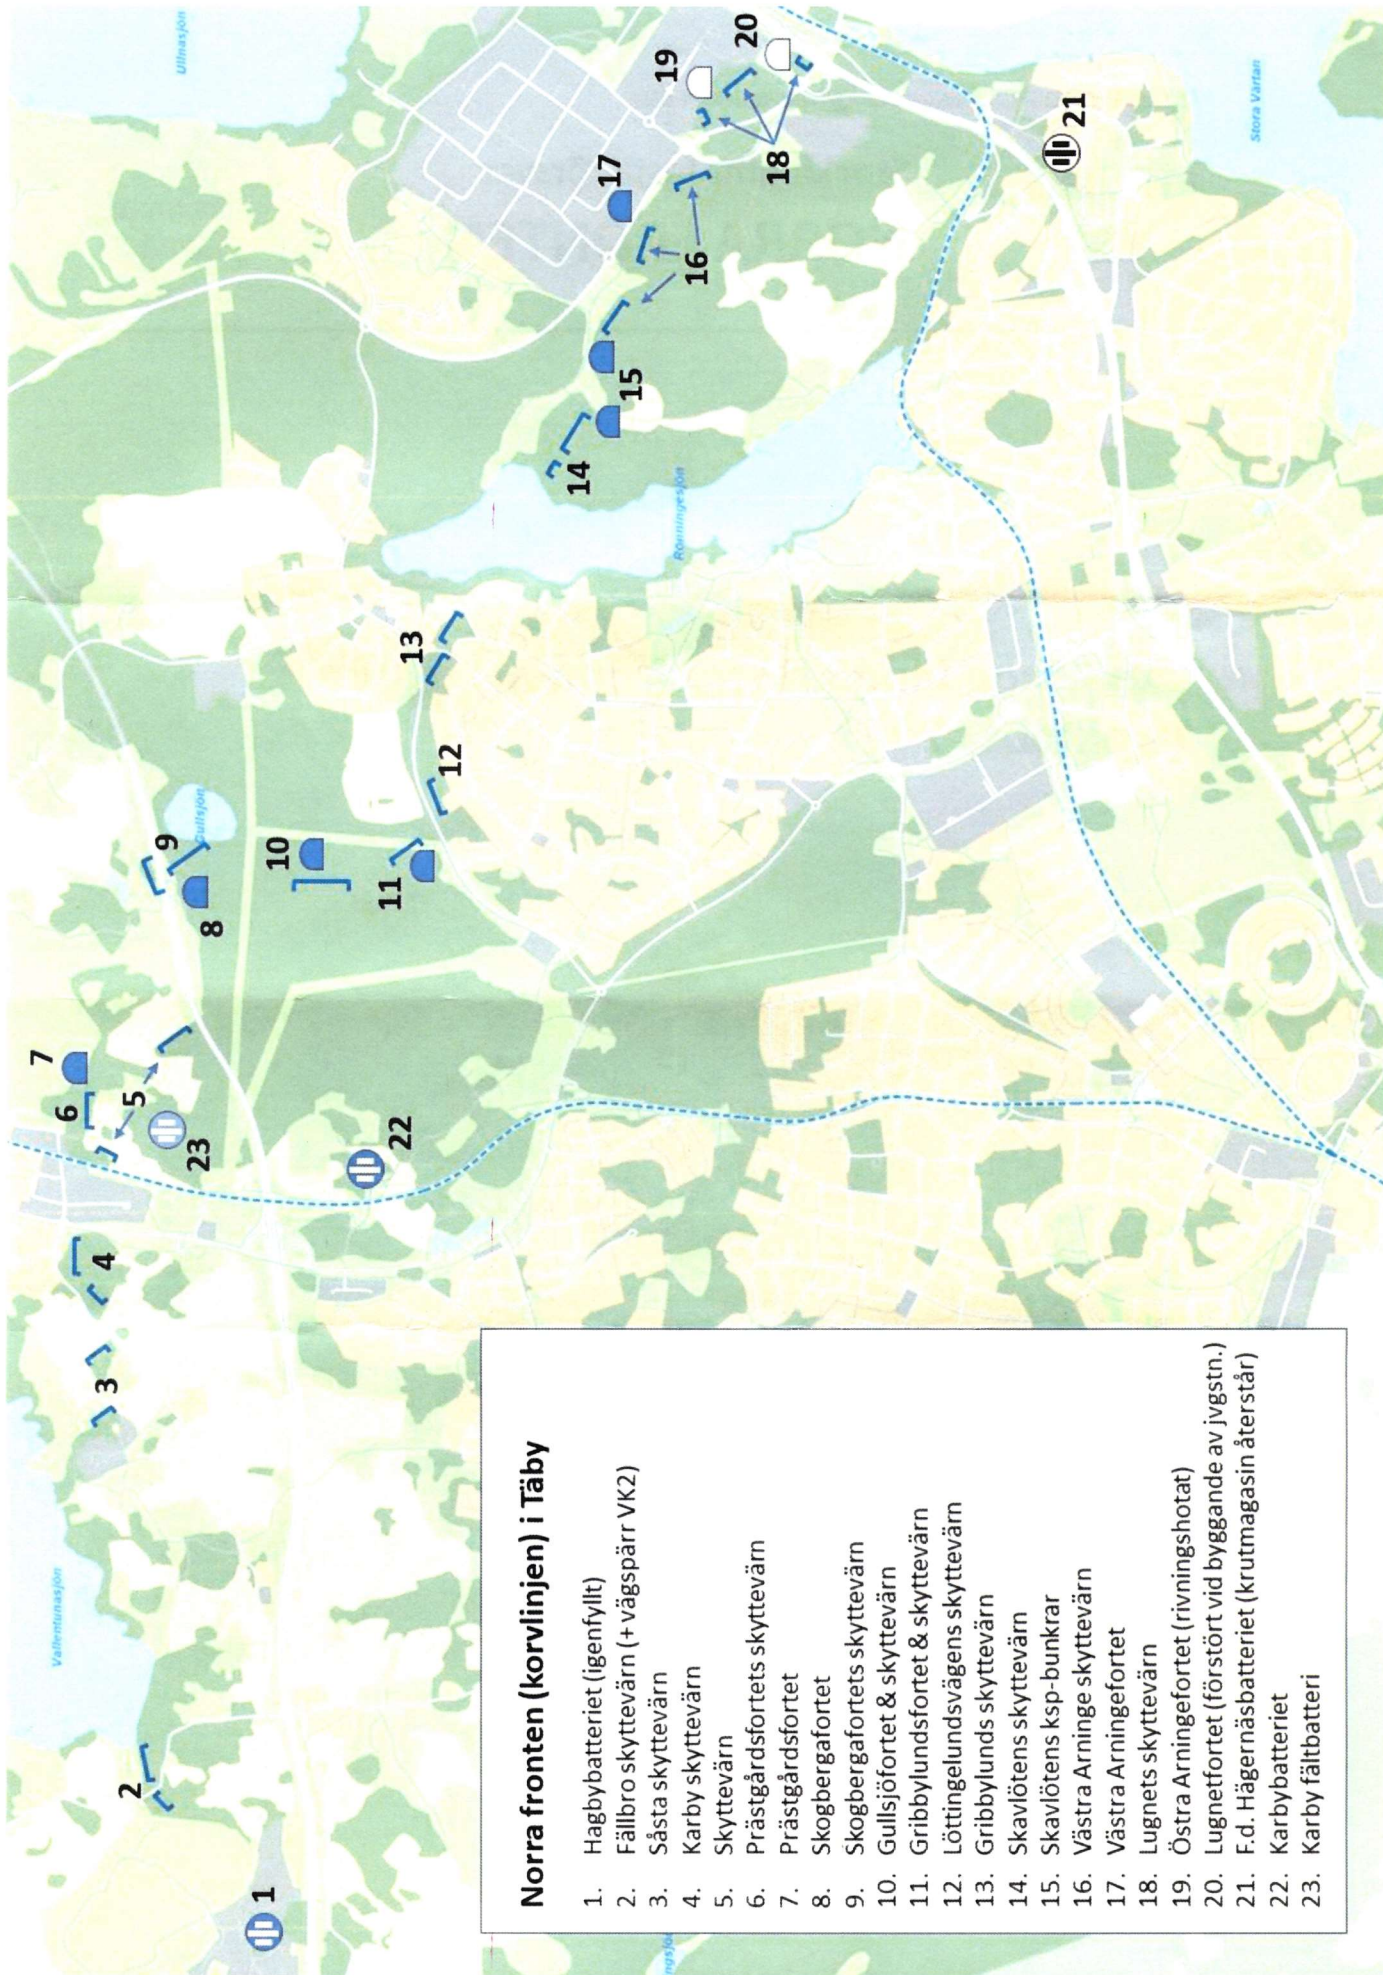 Norra fronten (korvlinjen) i Täby
1. Hagbybatteriet (igenfyllt)
2. Fällbro skyttevärn (+ vägspärr VK2)
3. Såsta skyttevärn
4. Karby skyttevärn
5. Skyttevärn
6. Prästgårdsfortets skyttevärn
7. Prästgårdsfortet
8. Skogbergafortet
9. Skogbergafortets skyttevärn
10. Gullsjöfortet & skyttevärn
11. Gribbylundsfortet & skyttevärn
12. Löttingelundsvägens skyttevärn
13. Gribbylunds skyttevärn
14. Skavlötens skyttevärn
15. Skavlötens ksp-bunkrar
16. Västra Arninge skyttevärn
17. Västra Arningefortet
18. Lugnets skyttevärn
19. Östra Arningefortet (rivningshotat)
20. Lugnetfortet (förstört vid byggande av jvgstn.)
21. F.d. Hägernäsbatteriet (krutmagasin återstår)
22. Karbybatteriet
23. Karby fältbatteri
Vallentunasjön
Gullsjön
Ullnasjön
Rönningesjön
Stora Värtan
ngsjön
1
2
3
4
5
6
7
8
9
10
11
12
13
14
15
16
17
18
19
20
21
22
23